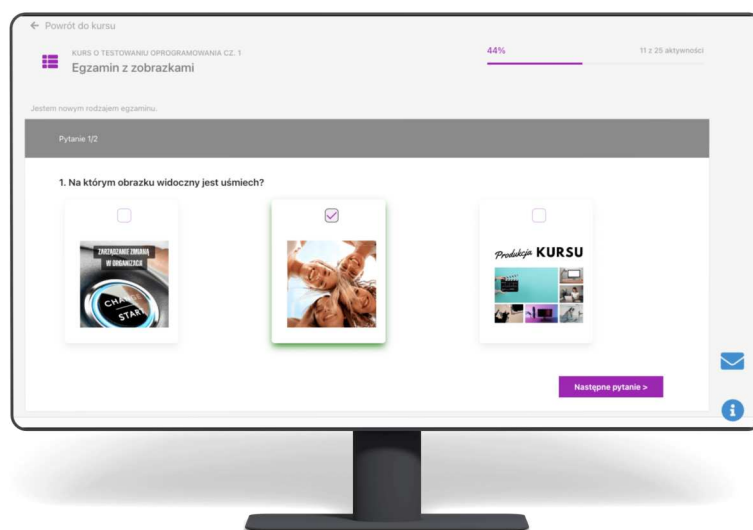 ← Powrót do kursu
KURS O TESTOWANIU OPROGRAMOWANIA CZ. 1
Egzamin z zobrazkami
44%
11 z 25 aktywności
Jestem nowym rodzajem egzaminu.
Pytanie 1/2
1. Na którym obrazku widoczny jest uśmiech?
ZARZĄDZANIE ZMIANĄ
W ORGANIZACJI
CHANGE
START
Produkcja KURSU
Następne pytanie >